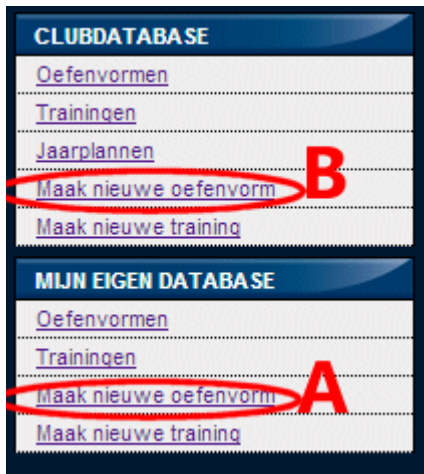 CLUBDATABASE
Oefenvormen
Trainingen
Jaarplannen
Maak nieuwe oefenvorm B
Maak nieuwe training
MIJN EIGEN DATABASE
Oefenvormen
Trainingen
Maak nieuwe oefenvorm A
Maak nieuwe training